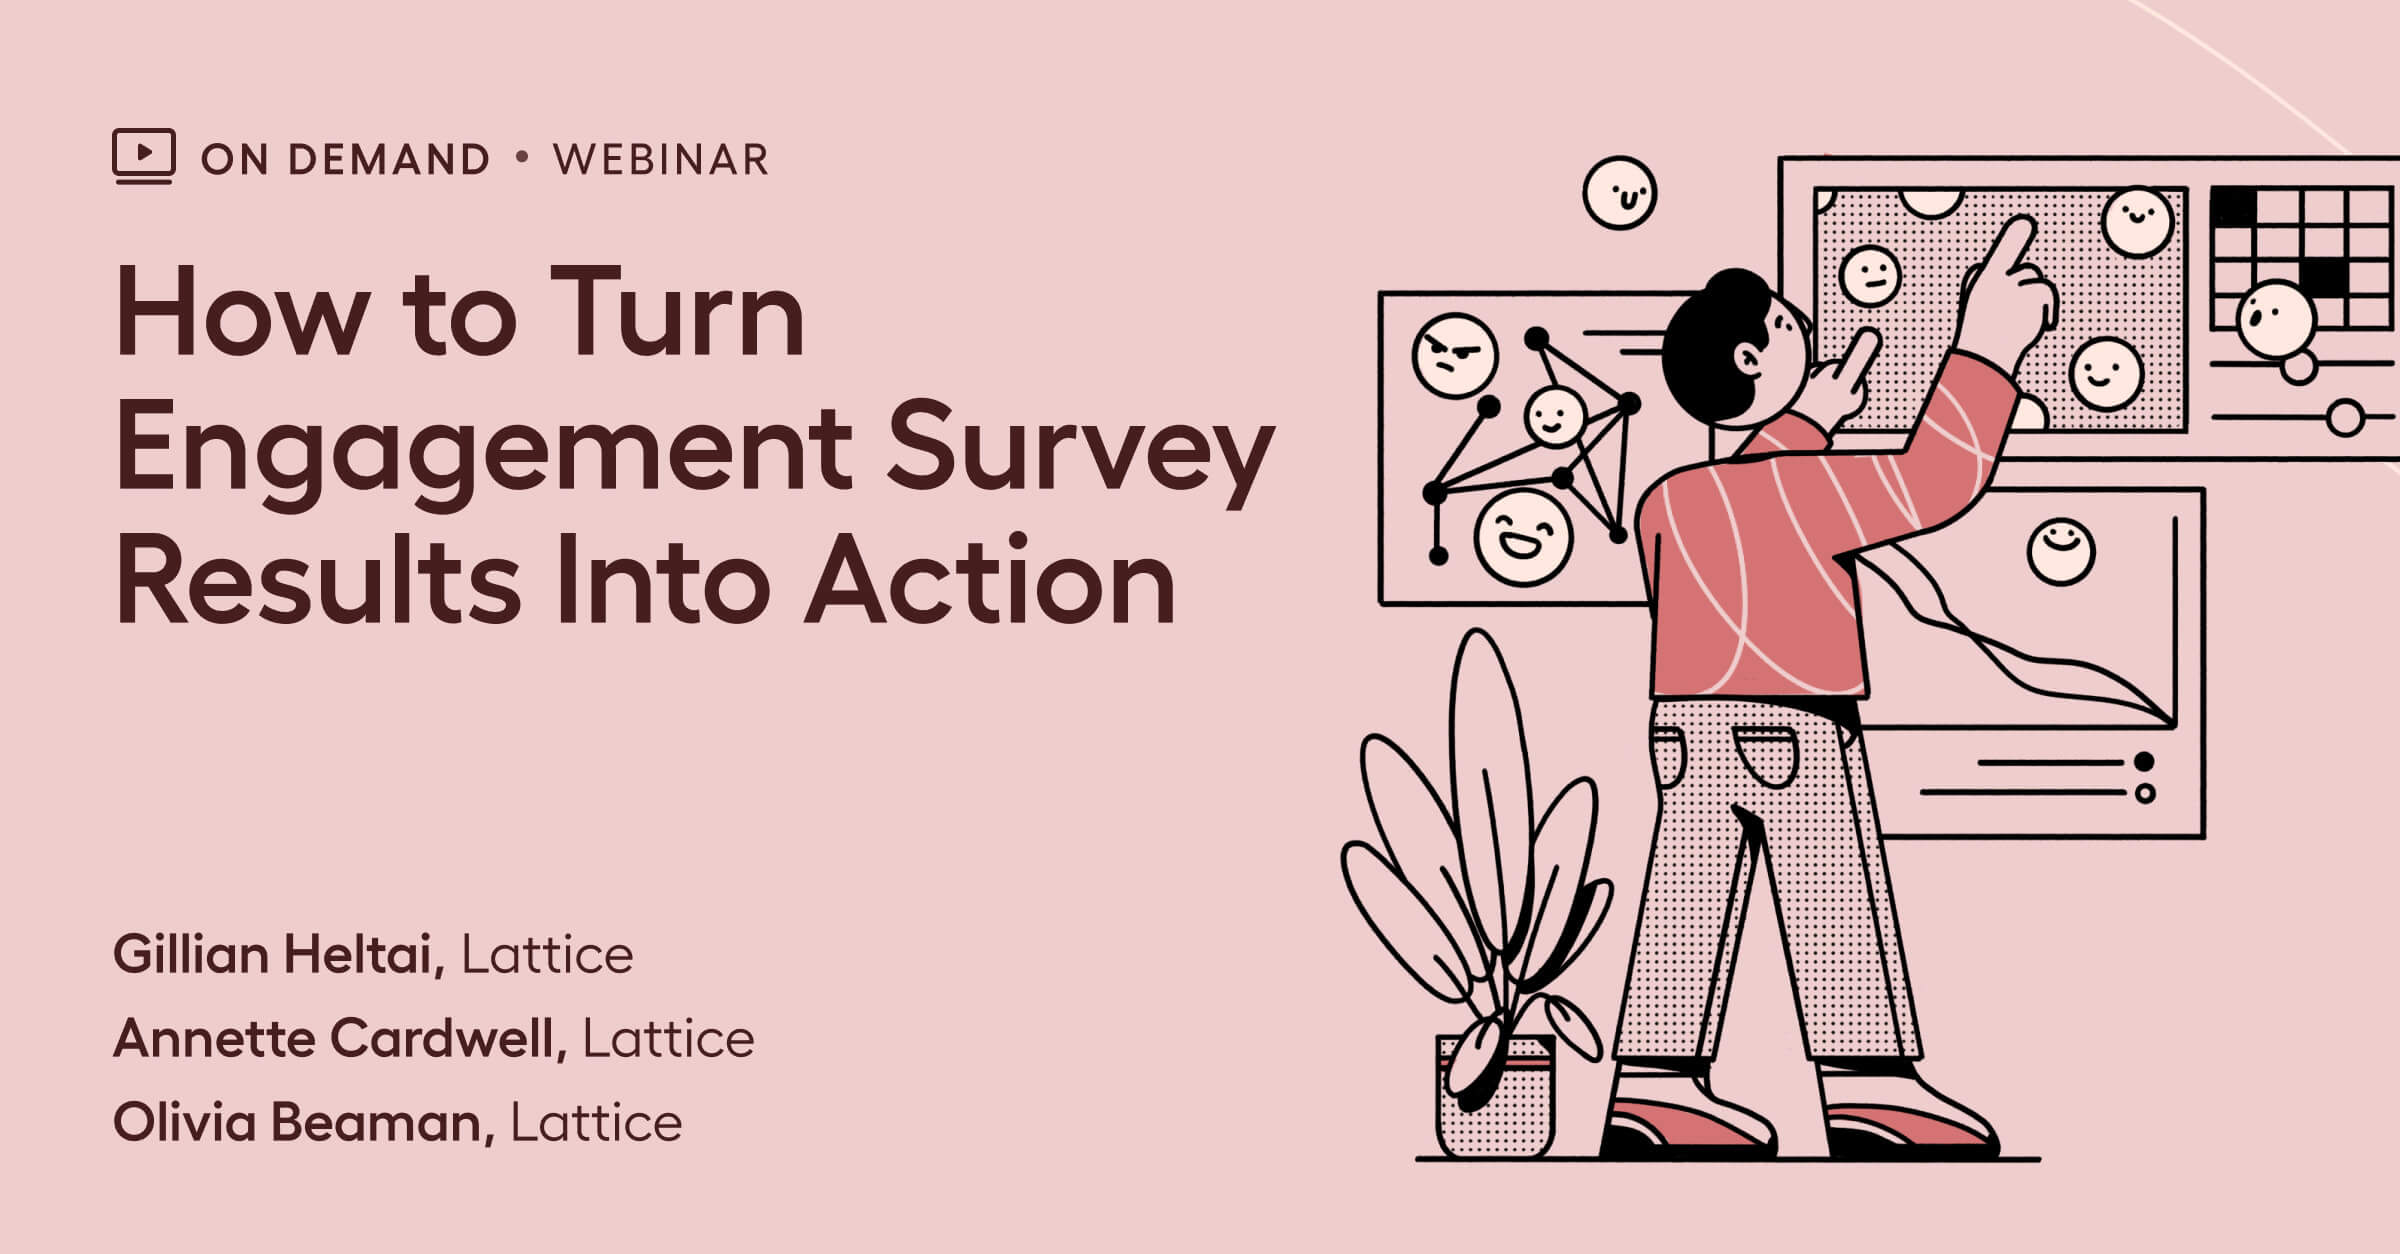 ON DEMAND • WEBINAR
How to Turn
Engagement Survey
Results Into Action
Gillian Heltai, Lattice
Annette Cardwell, Lattice
Olivia Beaman, Lattice